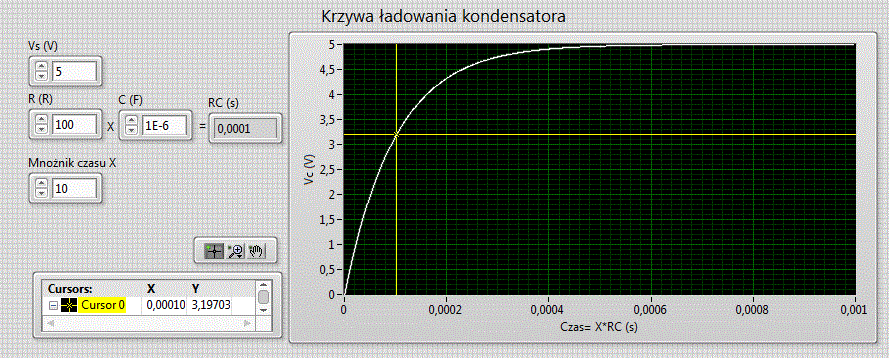 Krzywa ładowania kondensatora
Vs (V)
5
R (R)
C (F)
RC (s)
100
X
1E-6
=
0,0001
Mnożnik czasu X
10
Cursors:
X
Y
Cursor 0
0,00010
3,19703
Vc (V)
5
4,5
4
3,5
3
2,5
2
1,5
1
0,5
0
0
0,0002
0,0004
0,0006
0,0008
0,001
Czas= X*RC (s)